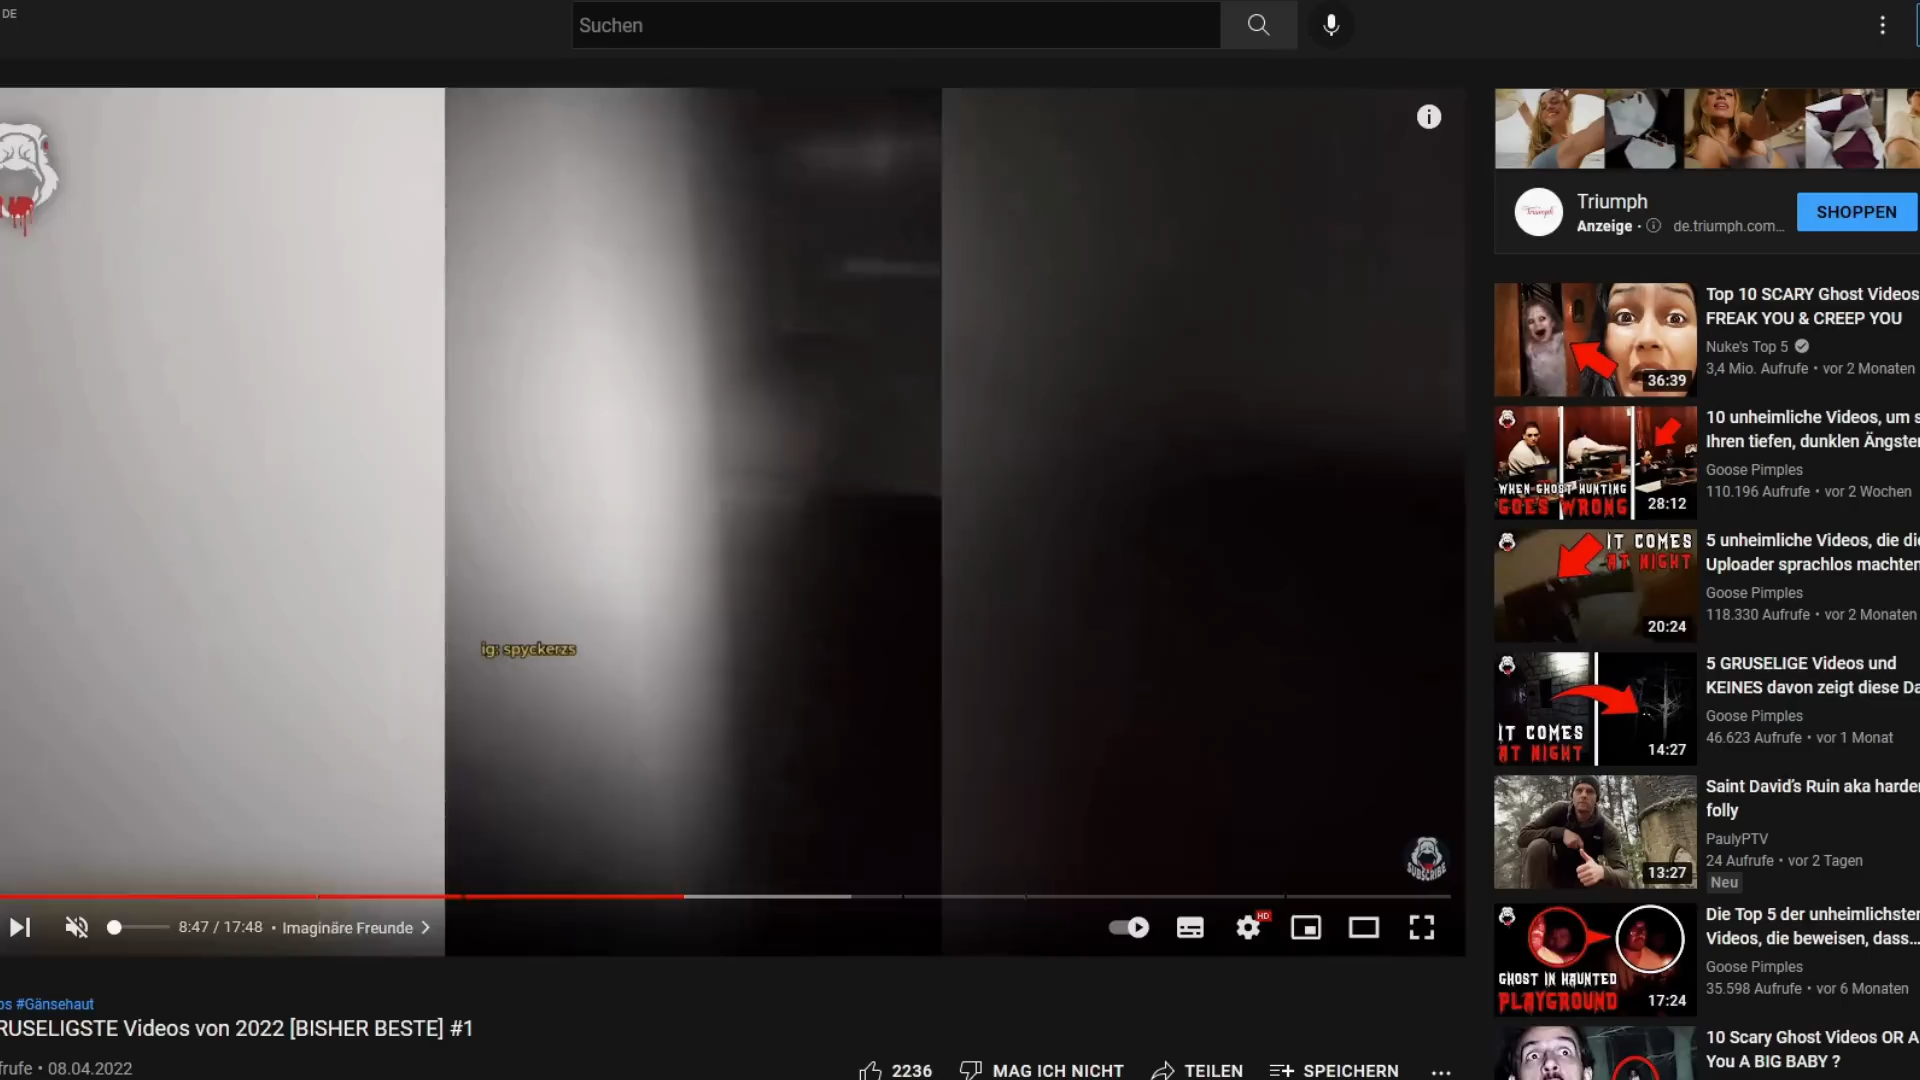 DE
Suchen
ig: spyckerzs
SUBSCRIBE
8:47 / 17:48 • Imaginäre Freunde
HD
os #Gänsehaut
RUSELIGSTE Videos von 2022 [BISHER BESTE] #1
frufe • 08.04.2022
2236
MAG ICH NICHT
TEILEN
SPEICHERN
Triumph
Triumph
Anzeige • de.triumph.com...
SHOPPEN
36:39
Top 10 SCARY Ghost Videos
FREAK YOU & CREEP YOU
Nuke's Top 5
3,4 Mio. Aufrufe • vor 2 Monaten
WHEN GHOST HUNTING
GOES WRONG
28:12
10 unheimliche Videos, um s
Ihren tiefen, dunklen Ängste
Goose Pimples
110.196 Aufrufe • vor 2 Wochen
IT COMES
AT NIGHT
20:24
5 unheimliche Videos, die die
Uploader sprachlos machten
Goose Pimples
118.330 Aufrufe • vor 2 Monaten
IT COMES
AT NIGHT
14:27
5 GRUSELIGE Videos und
KEINES davon zeigt diese Da
Goose Pimples
46.623 Aufrufe • vor 1 Monat
13:27
Saint David's Ruin aka harde
folly
PaulyPTV
24 Aufrufe • vor 2 Tagen
Neu
GHOST IN HAUNTED
PLAYGROUND
17:24
Die Top 5 der unheimlichsten
Videos, die beweisen, dass...
Goose Pimples
35.598 Aufrufe • vor 6 Monaten
10 Scary Ghost Videos OR A
You A BIG BABY ?